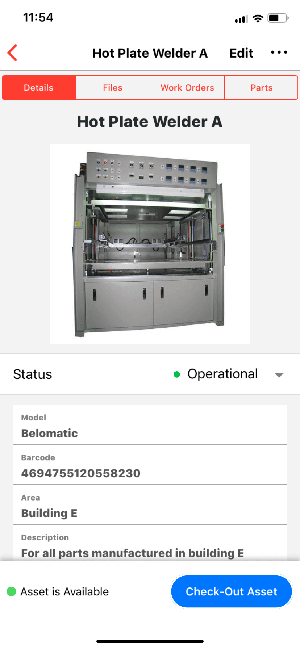 11:54
Hot Plate Welder A
Edit
Details
Files
Work Orders
Parts
Hot Plate Welder A
Status
Operational
Model
Belomatic
Barcode
4694755120558230
Area
Building E
Description
For all parts manufactured in building E
Asset is Available
Check-Out Asset